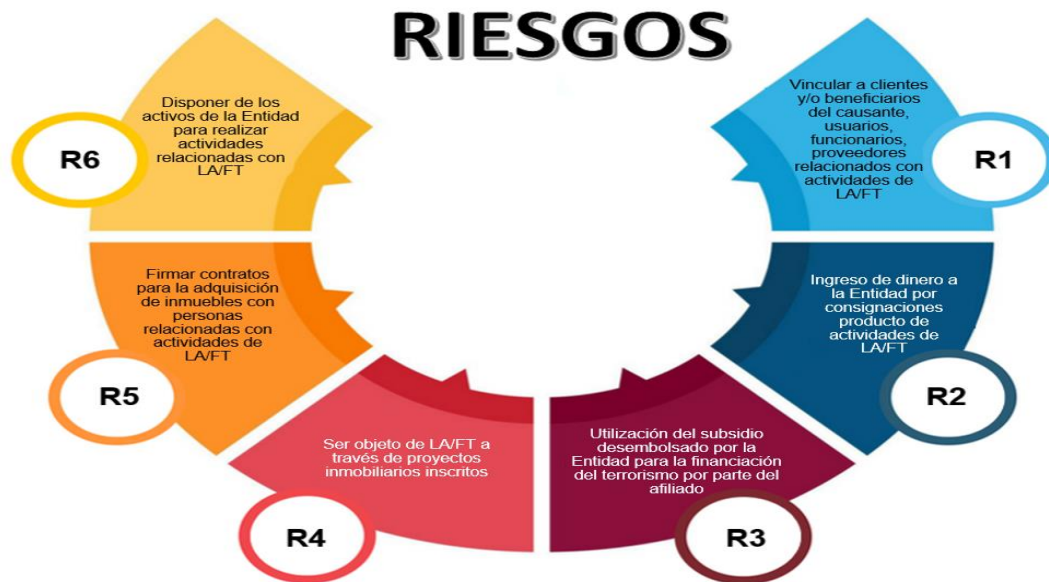 RIESGOS
Vincular a clientes
y/o beneficiarios
del causante,
usuarios,
funcionarios,
proveedores
relacionados con
actividades de
LA/FT
R1
Ingreso de dinero a
la Entidad por
consignaciones
producto de
actividades de
LA/FT
R2
Utilización del subsidio
desembolsado por la
Entidad para la financiación
del terrorismo por parte del
afiliado
R3
Ser objeto de LA/FT a
través de proyectos
inmobiliarios inscritos
R4
Firmar contratos
para la adquisición
de inmuebles con
personas
relacionadas con
actividades de
LA/FT
R5
Disponer de los
activos de la Entidad
para realizar
actividades
relacionadas con
LA/FT
R6